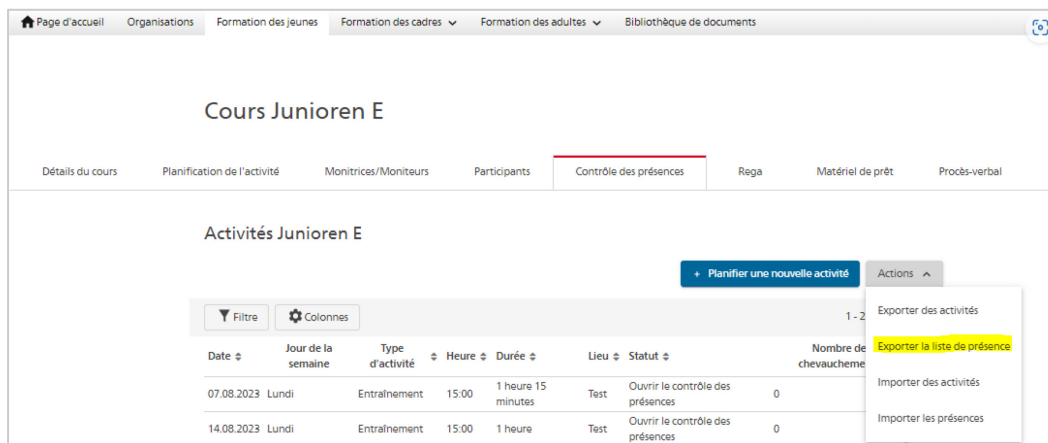 Page d'accueil Organisations Formation des jeunes Formation des cadres Formation des adultes Bibliothèque de documents
Cours Junioren E
Détails du cours Planification de l'activité Monitrices/Moniteurs Participants Contrôle des présences Rega Matériel de prêt Procès-verbal
Activités Junioren E
+ Planifier une nouvelle activité Actions
Filtre Colonnes 1 - 2
Exporter des activités
Exporter la liste de présence
Importer des activités
Importer les présences
Date Jour de la semaine Type d'activité Heure Durée Lieu Statut Nombre de
07.08.2023 Lundi Entraînement 15:00 1 heure 15 minutes Test Ouvrir le contrôle des présences 0
14.08.2023 Lundi Entraînement 15:00 1 heure Test Ouvrir le contrôle des présences 0